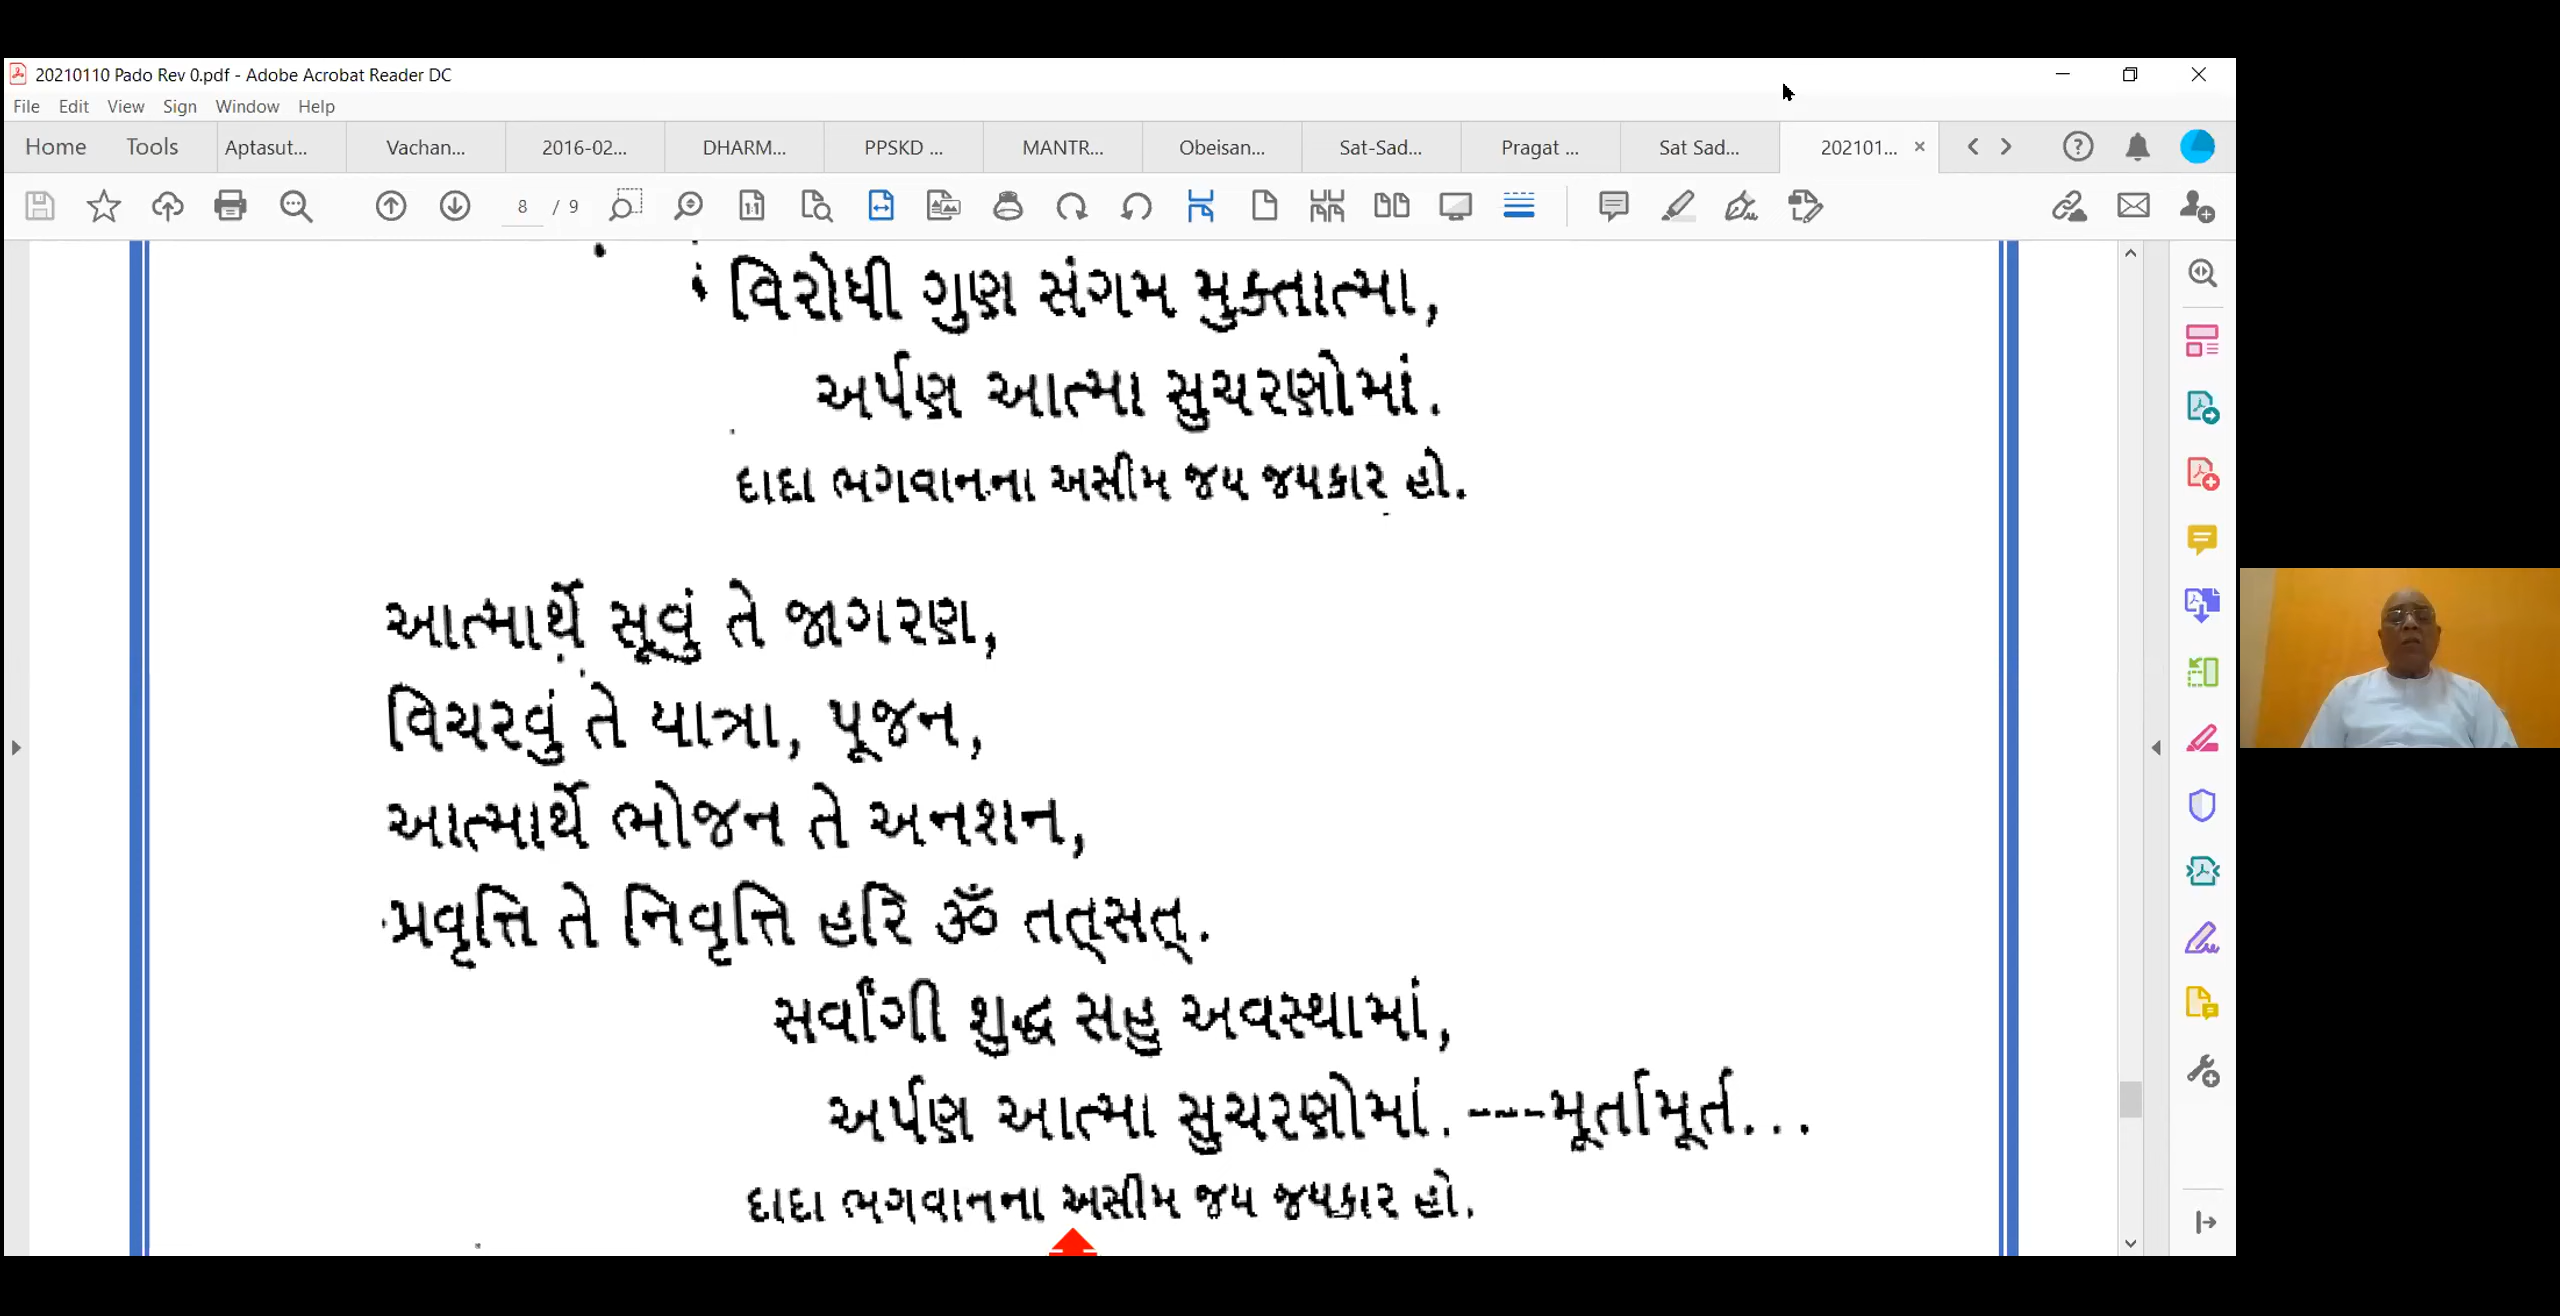 20210110 Pado Rev 0.pdf - Adobe Acrobat Reader DC
File Edit View Sign Window Help
Home Tools Aptasut... Vachan... 2016-02... DHARM... PPSKD ... MANTR... Obeisan... Sat-Sad... Pragat ... Sat Sad... 202101...
8 / 9
વિરોધી ગુણ સંગમ મુક્તાત્મા,
અર્પણ આત્મા સુચરણોમાં.
દાદા ભગવાનના અસીમ જય જયકાર હો.
આત્માર્થે સૂવું તે જાગરણ,
વિચરવું તે યાત્રા, પૂજન,
આત્માર્થે ભોજન તે અનશન,
પ્રવૃત્તિ તે નિવૃત્તિ હરિ ૐ તત્સત્.
સર્વાંગી શુદ્ધ સહુ અવસ્થામાં,
અર્પણ આત્મા સુચરણોમાં. ---મૂર્તામૂર્ત...
દાદા ભગવાનના અસીમ જય જયકાર હો.